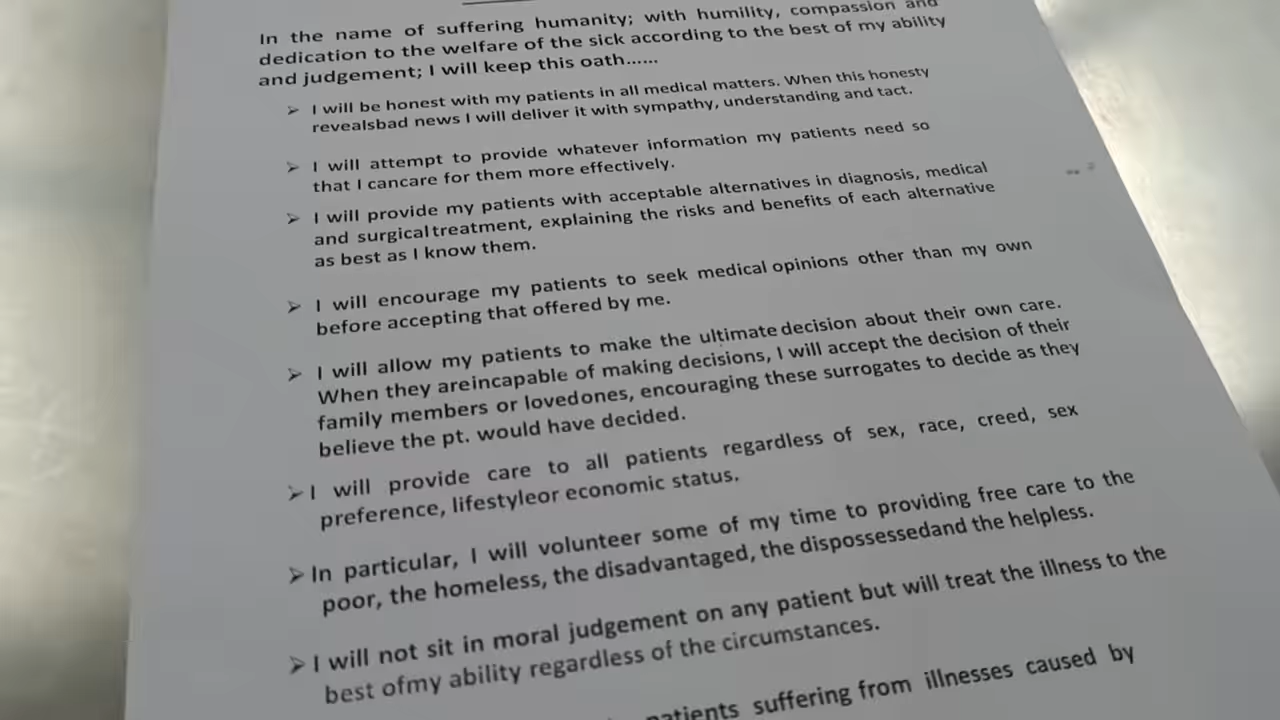 In the name of suffering humanity; with humility, compassion and
dedication to the welfare of the sick according to the best of my ability
and judgement; I will keep this oath......
➢ I will be honest with my patients in all medical matters. When this honesty
revealsbad news I will deliver it with sympathy, understanding and tact.
➢ I will attempt to provide whatever information my patients need so
that I cancare for them more effectively.
➢ I will provide my patients with acceptable alternatives in diagnosis, medical
and surgicaltreatment, explaining the risks and benefits of each alternative
as best as I know them.
➢ I will encourage my patients to seek medical opinions other than my own
before accepting that offered by me.
➢ I will allow my patients to make the ultimate decision about their own care.
When they areincapable of making decisions, I will accept the decision of their
family members or lovedones, encouraging these surrogates to decide as they
believe the pt. would have decided.
➢ I will provide care to all patients regardless of sex, race, creed, sex
preference, lifestyleor economic status.
➢ In particular, I will volunteer some of my time to providing free care to the
poor, the homeless, the disadvantaged, the dispossessedand the helpless.
➢ I will not sit in moral judgement on any patient but will treat the illness to the
best ofmy ability regardless of the circumstances.
patients suffering from illnesses caused by